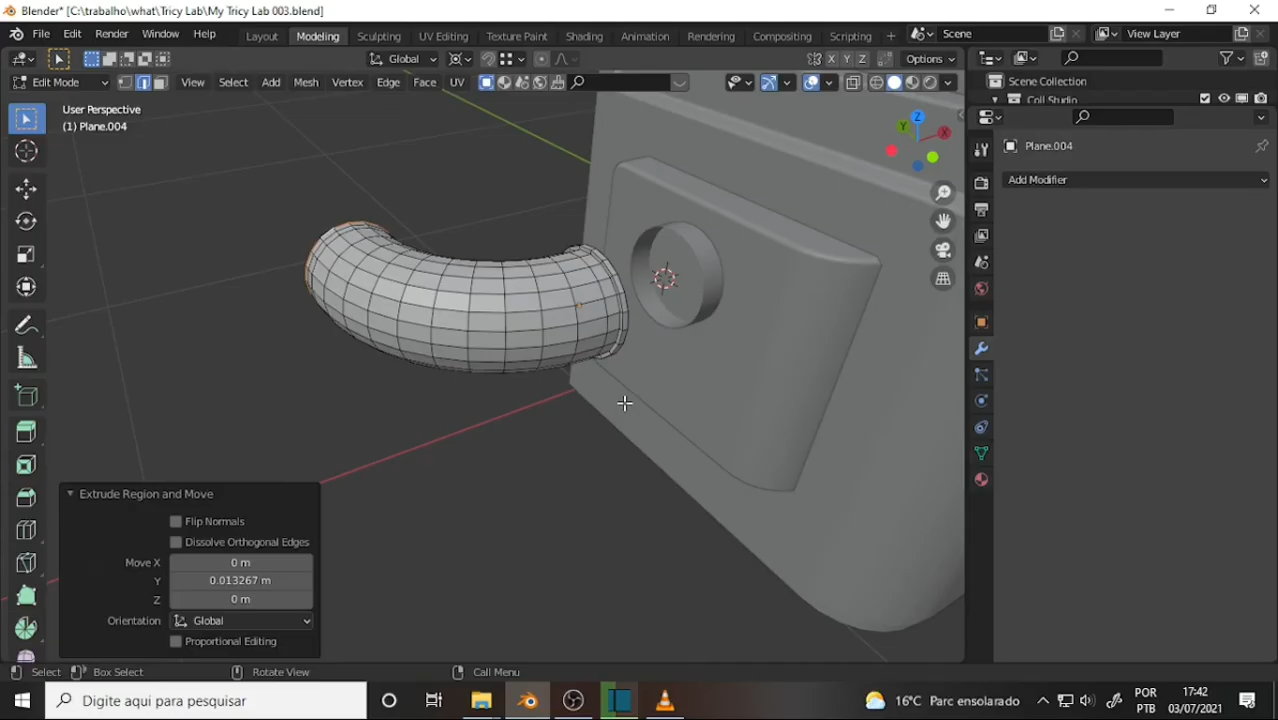 Blender* [C:\trabalho\what\Tricy Lab\My Tricy Lab 003.blend]
File Edit Render Window Help Layout Modeling Sculpting UV Editing Texture Paint Shading Animation Rendering Compositing Scripting + Scene View Layer
Global X Y Z Options
Edit Mode View Select Add Mesh Vertex Edge Face UV
Scene Collection
Coll Studio
User Perspective
(1) Plane.004
Z
Y
X
Plane.004
Add Modifier
Extrude Region and Move
Flip Normals
Dissolve Orthogonal Edges
Move X 0 m
Y 0.013267 m
Z 0 m
Orientation Global
Proportional Editing
Select Box Select Rotate View Call Menu
Digite aqui para pesquisar
16°C Parc ensolarado
POR
PTB
17:42
03/07/2021